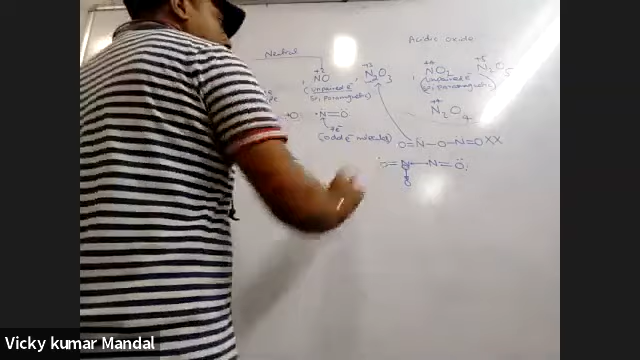 Acidic oxide
Neutral
+2 +3 +4 +5
NO , N2O3 , NO2 , N2O5
(unpaired e
So, paramagnetic)
(unpaired e
So, paramagnetic)
+4
N2O4
N=O
(odd e molecule)
O=N-O-N=O XX
O=N-N=O:
O
Vicky kumar Mandal